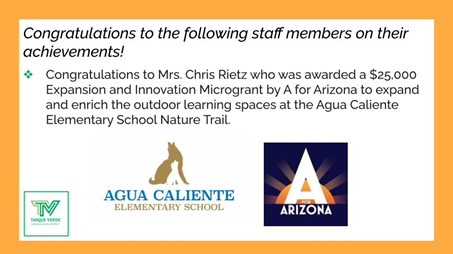 Congratulations to the following staff members on their
achievements!
❖ Congratulations to Mrs. Chris Rietz who was awarded a $25,000
Expansion and Innovation Microgrant by A for Arizona to expand
and enrich the outdoor learning spaces at the Agua Caliente
Elementary School Nature Trail.
AGUA CALIENTE
ELEMENTARY SCHOOL
A
FOR
ARIZONA
TV
TANQUE VERDE